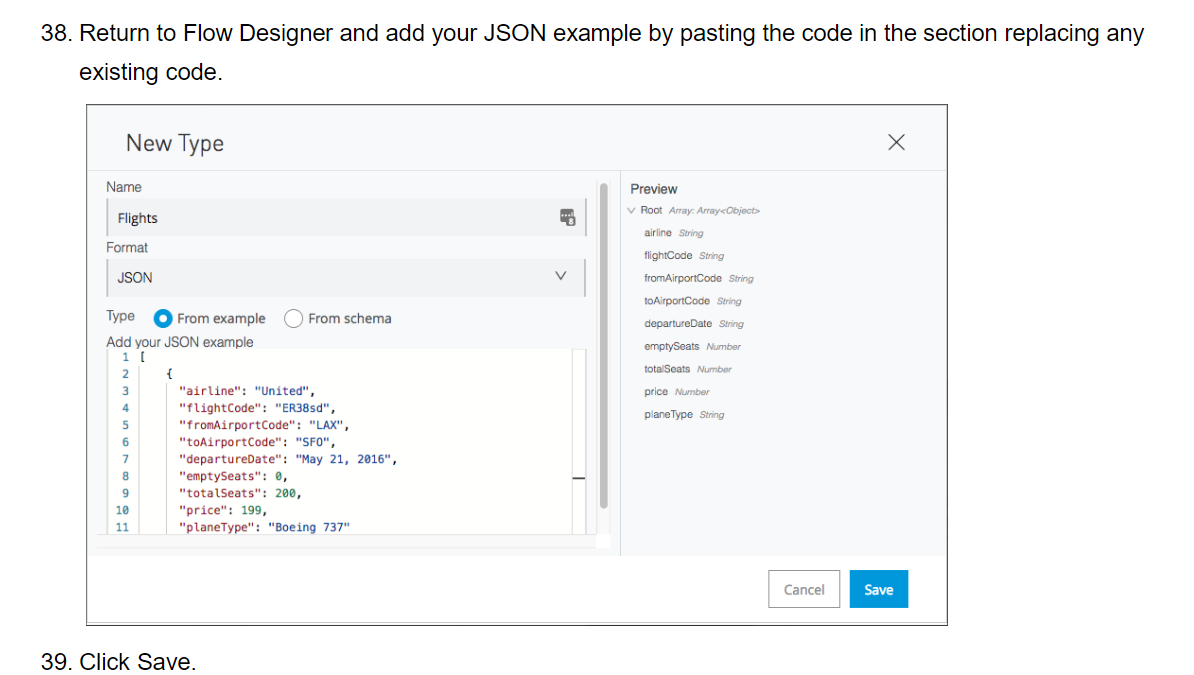 38. Return to Flow Designer and add your JSON example by pasting the code in the section replacing any
existing code.
New Type
Name
Flights
Format
JSON
Type From example From schema
Add your JSON example
1 [
2 {
3 "airline": "United",
4 "flightCode": "ER38sd",
5 "fromAirportCode": "LAX",
6 "toAirportCode": "SFO",
7 "departureDate": "May 21, 2016",
8 "emptySeats": 0,
9 "totalSeats": 200,
10 "price": 199,
11 "planeType": "Boeing 737"
Preview
Root Array: Array<Object>
airline String
flightCode String
fromAirportCode String
toAirportCode String
departureDate String
emptySeats Number
totalSeats Number
price Number
planeType String
Cancel
Save
39. Click Save.